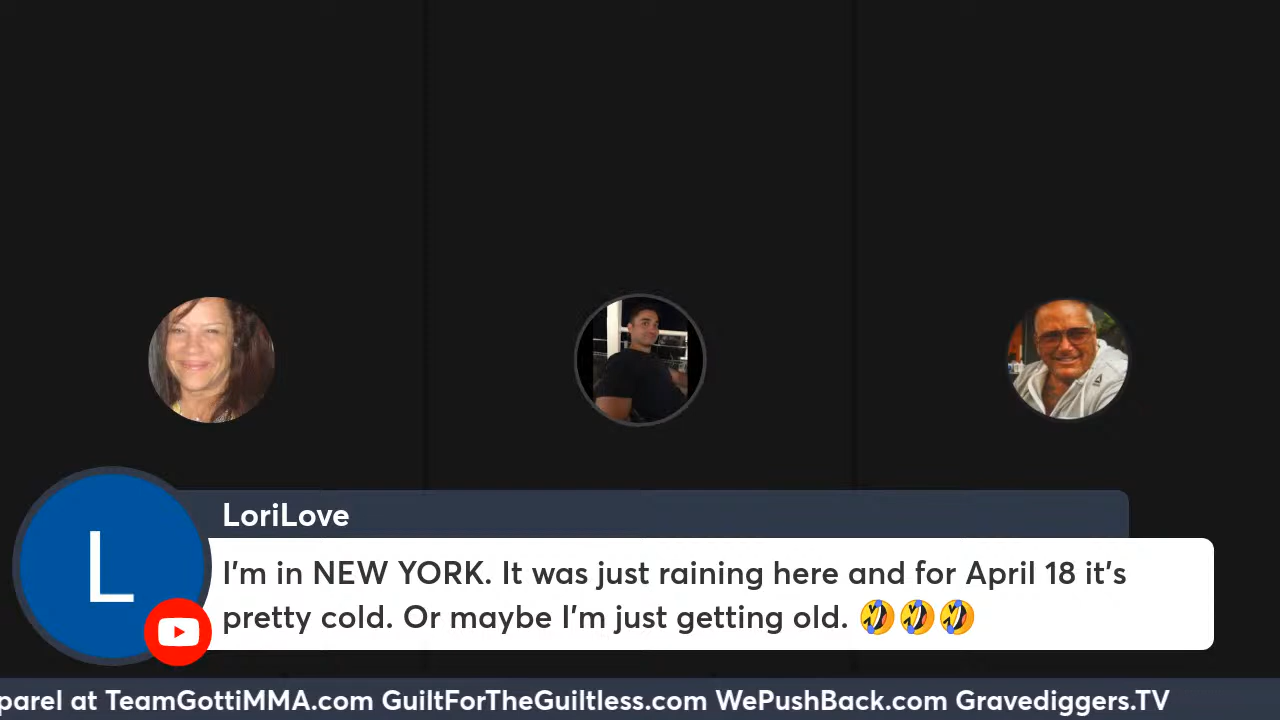 L
LoriLove
I'm in NEW YORK. It was just raining here and for April 18 it's
pretty cold. Or maybe I'm just getting old. 🤣🤣🤣
parel at TeamGottiMMA.com GuiltForTheGuiltless.com WePushBack.com Gravediggers.TV